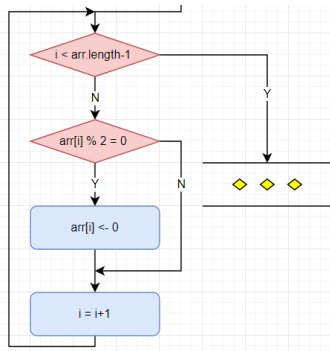 i < arr.length-1
Y
N
arr[i] % 2 = 0
Y
N
arr[i] <- 0
i = i+1